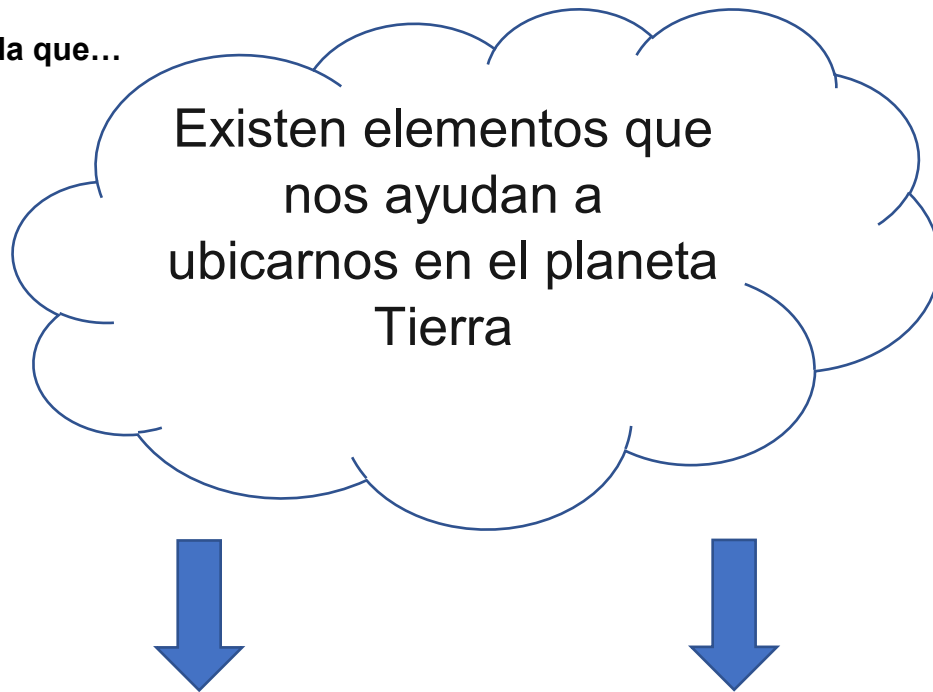 la que…
Existen elementos que
nos ayudan a
ubicarnos en el planeta
Tierra